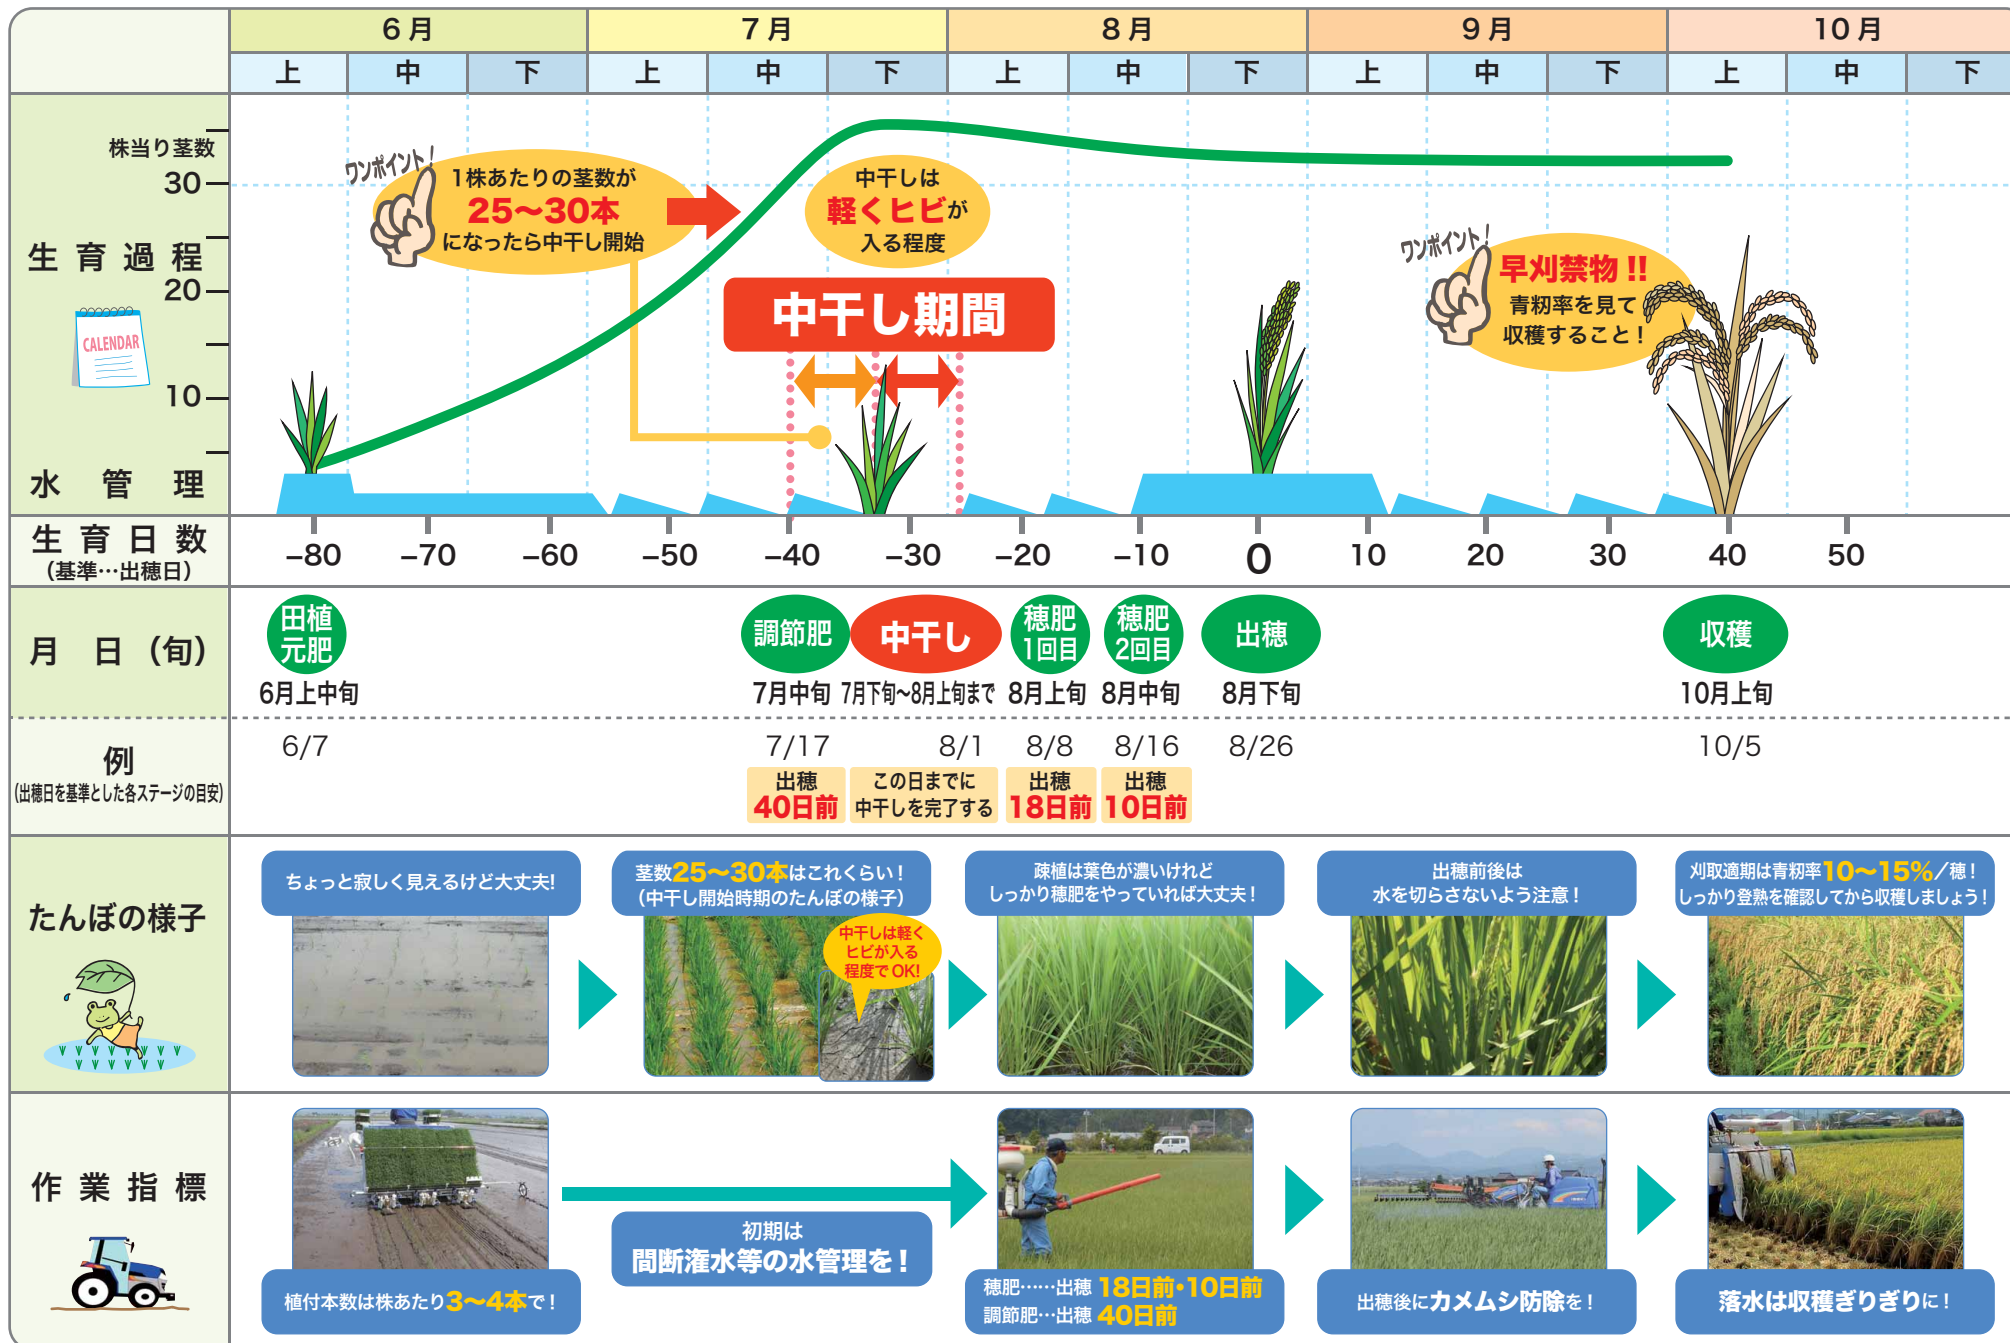 6月 7月 8月 9月 10月
上 中 下 上 中 下 上 中 下 上 中 下 上 中 下
生育過程
株当り茎数
30
20
10
CALENDAR
ワンポイント！
1株あたりの茎数が
25〜30本
になったら中干し開始
中干しは
軽くヒビが
入る程度
中干し期間
ワンポイント！
早刈禁物!!
青籾率を見て
収穫すること！
水管理
生育日数
（基準…出穂日）
–80 –70 –60 –50 –40 –30 –20 –10 0 10 20 30 40 50
月日（旬）
田植
元肥
6月上中旬
調節肥
7月中旬
中干し
7月下旬〜8月上旬まで
穂肥
1回目
8月上旬
穂肥
2回目
8月中旬
出穂
8月下旬
収穫
10月上旬
例
（出穂日を基準とした各ステージの目安）
6/7 7/17 8/1 8/8 8/16 8/26 10/5
出穂
40日前
この日までに
中干しを完了する
出穂
18日前
出穂
10日前
たんぼの様子
ちょっと寂しく見えるけど大丈夫!
茎数25〜30本はこれくらい！
（中干し開始時期のたんぼの様子）
中干しは軽く
ヒビが入る
程度でOK!
疎植は葉色が濃いけれど
しっかり穂肥をやっていれば大丈夫！
出穂前後は
水を切らさないよう注意！
刈取適期は青籾率10〜15%／穂！
しっかり登熟を確認してから収穫しましょう！
作業指標
植付本数は株あたり3〜4本で！
初期は
間断潅水等の水管理を！
穂肥……出穂 18日前・10日前
調節肥…出穂 40日前
出穂後にカメムシ防除を！
落水は収穫ぎりぎりに！